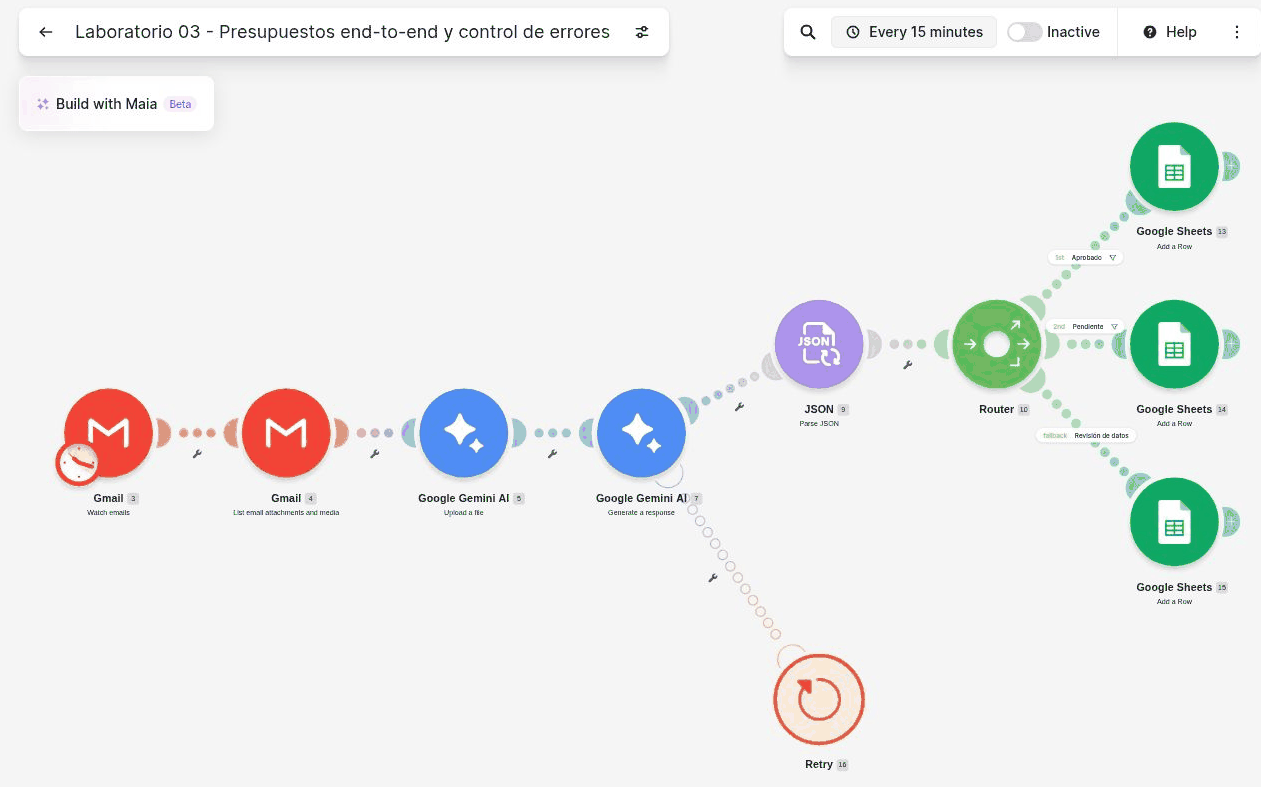 Laboratorio 03 - Presupuestos end-to-end y control de errores
Every 15 minutes
Inactive
Help
Build with Maia Beta
Google Sheets 13
Add a Row
1st Aprobado
JSON
2nd Pendiente
JSON 9
Parse JSON
Router 10
Google Sheets 14
Add a Row
fallback Revisión de datos
Gmail 3
Watch emails
Gmail 4
List email attachments and media
Google Gemini AI 5
Upload a file
Google Gemini AI 7
Generate a response
Google Sheets 15
Add a Row
Retry 16